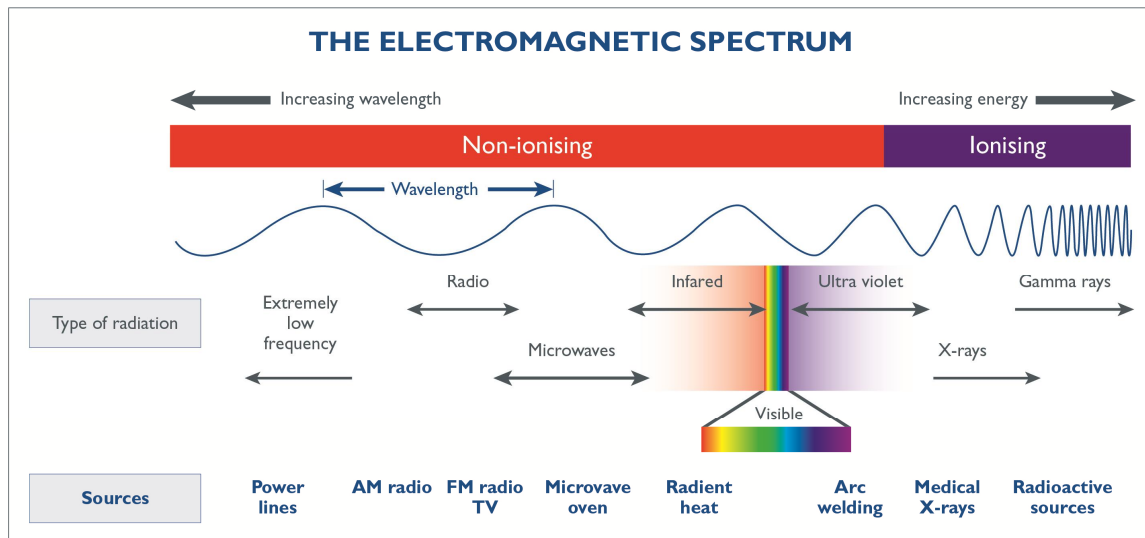 THE ELECTROMAGNETIC SPECTRUM
Increasing wavelength
Increasing energy
Non-ionising
Ionising
Wavelength
Type of radiation
Extremely
low
frequency
Radio
Microwaves
Infared
Ultra violet
X-rays
Gamma rays
Visible
Sources
Power
lines
AM radio
FM radio
TV
Microvave
oven
Radient
heat
Arc
welding
Medical
X-rays
Radioactive
sources